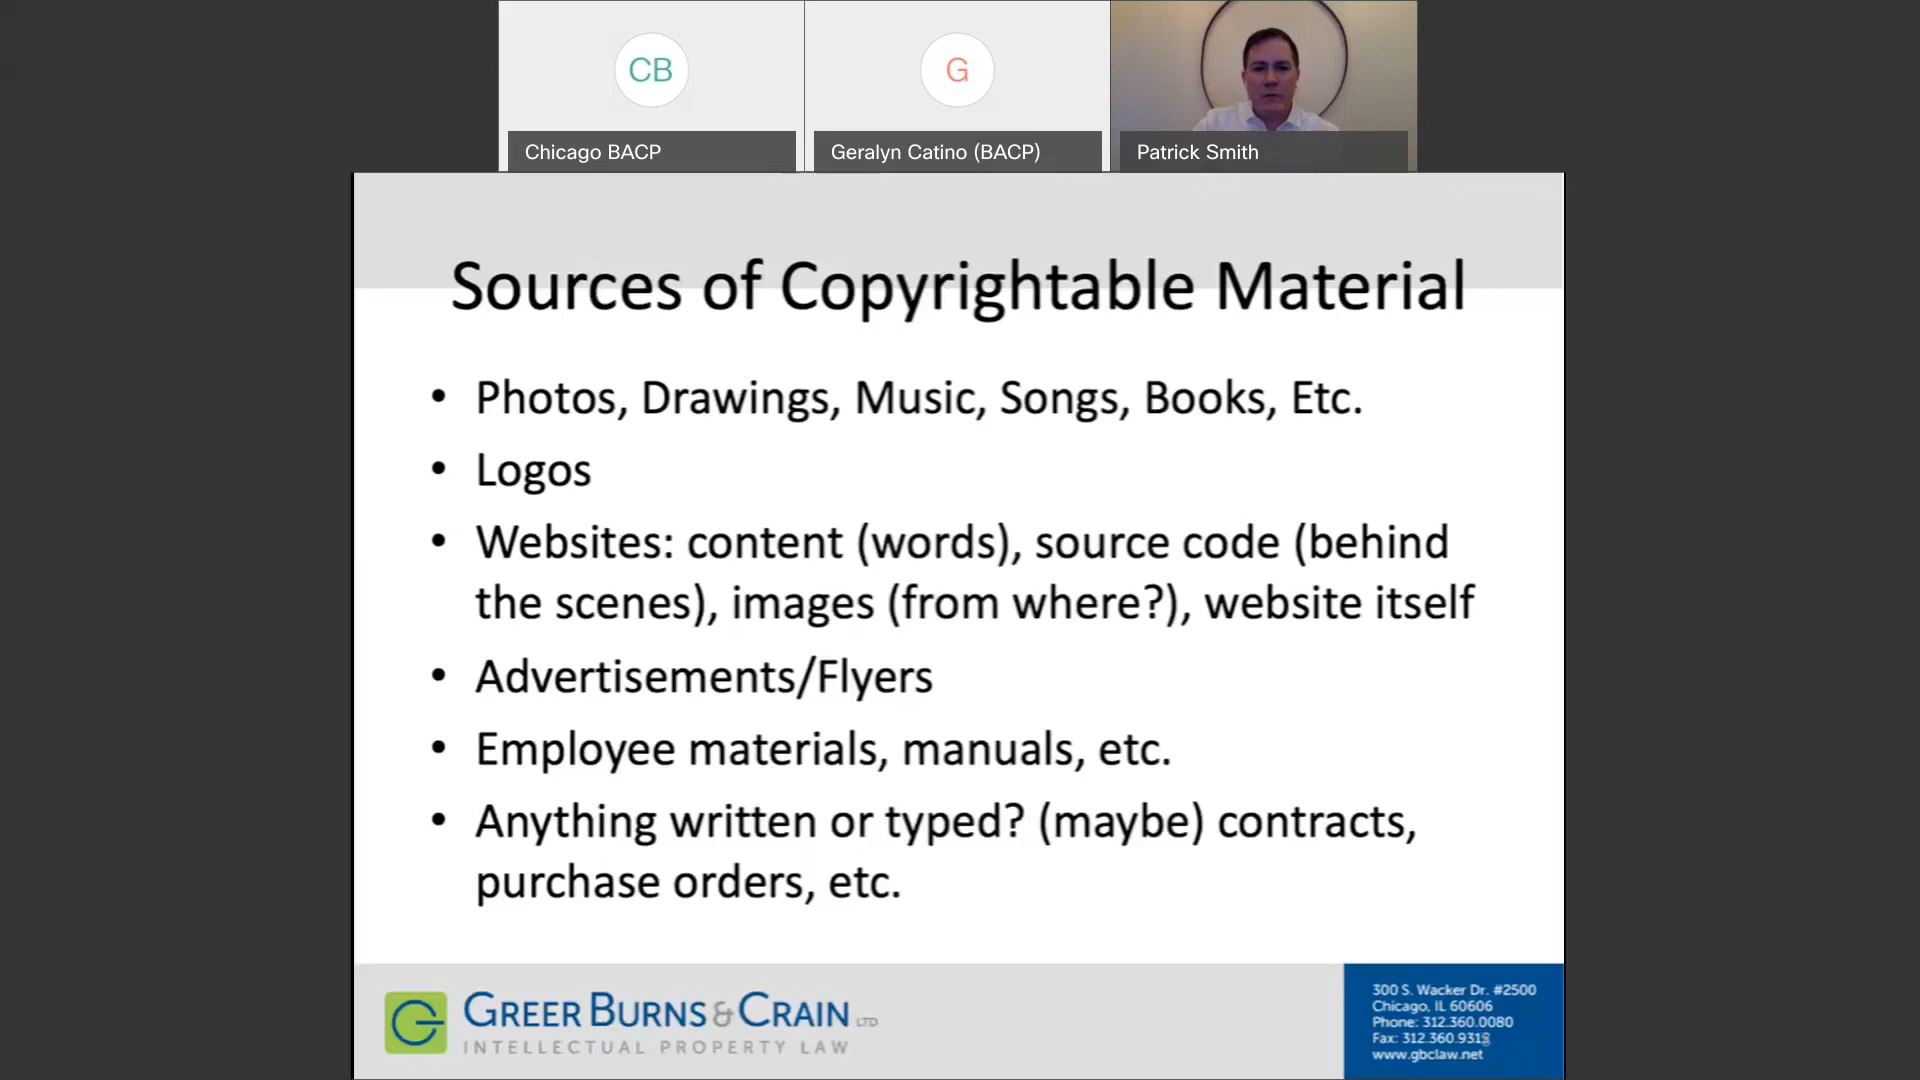 CB
G
Chicago BACP
Geralyn Catino (BACP)
Patrick Smith
Sources of Copyrightable Material
• Photos, Drawings, Music, Songs, Books, Etc.
• Logos
• Websites: content (words), source code (behind
the scenes), images (from where?), website itself
• Advertisements/Flyers
• Employee materials, manuals, etc.
• Anything written or typed? (maybe) contracts,
purchase orders, etc.
GREER BURNS & CRAIN LTD
INTELLECTUAL PROPERTY LAW
300 S. Wacker Dr. #2500
Chicago, IL 60606
Phone: 312.360.0080
Fax:
www.gbclaw.net